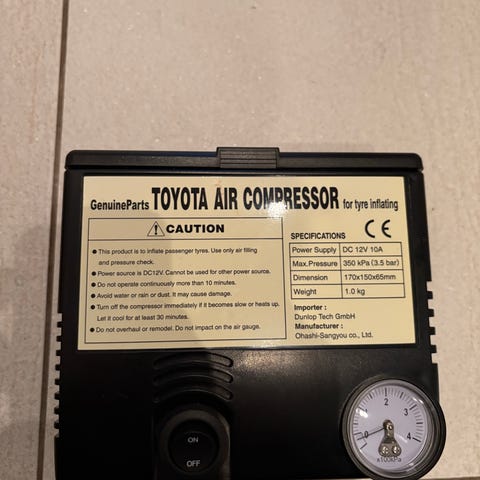 GenuineParts TOYOTA AIR COMPRESSOR for tyre inflating
CAUTION
● This product is to inflate passenger tyres. Use only air filling
and pressure check.
● Power source is DC12V. Cannot be used for other power source.
● Do not operate continuously more than 10 minutes.
● Avoid water or rain or dust. It may cause damage.
● Turn off the compressor immediately if it becomes slow or heats up.
Let it cool for at least 30 minutes.
● Do not overhaul or remodel. Do not impact on the air gauge.
SPECIFICATIONS CE
Power Supply DC 12V 10A
Max.Pressure 350 kPa (3.5 bar)
Dimension 170x150x65mm
Weight 1.0 kg
Importer :
Dunlop Tech GmbH
Manufacturer :
Ohashi-Sangyou co., Ltd.
ON
OFF
0 1 2 3 4
x100kPa